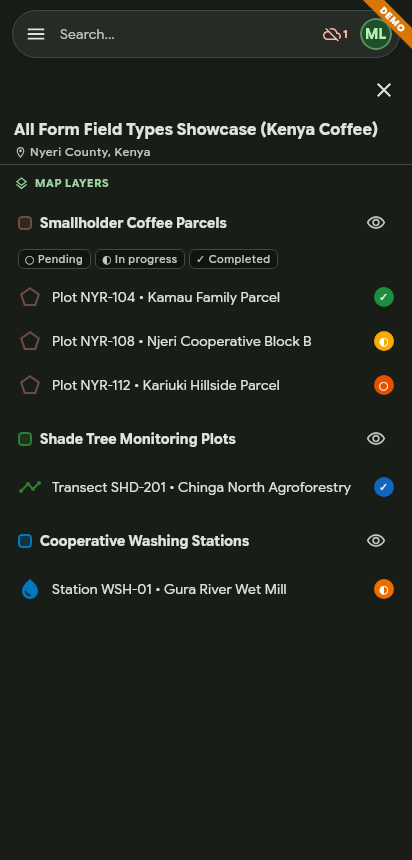 DEMO
Search...
1
ML
All Form Field Types Showcase (Kenya Coffee)
Nyeri County, Kenya
MAP LAYERS
Smallholder Coffee Parcels
Pending
In progress
✓ Completed
Plot NYR-104 • Kamau Family Parcel
Plot NYR-108 • Njeri Cooperative Block B
Plot NYR-112 • Kariuki Hillside Parcel
Shade Tree Monitoring Plots
Transect SHD-201 • Chinga North Agroforestry
Cooperative Washing Stations
Station WSH-01 • Gura River Wet Mill